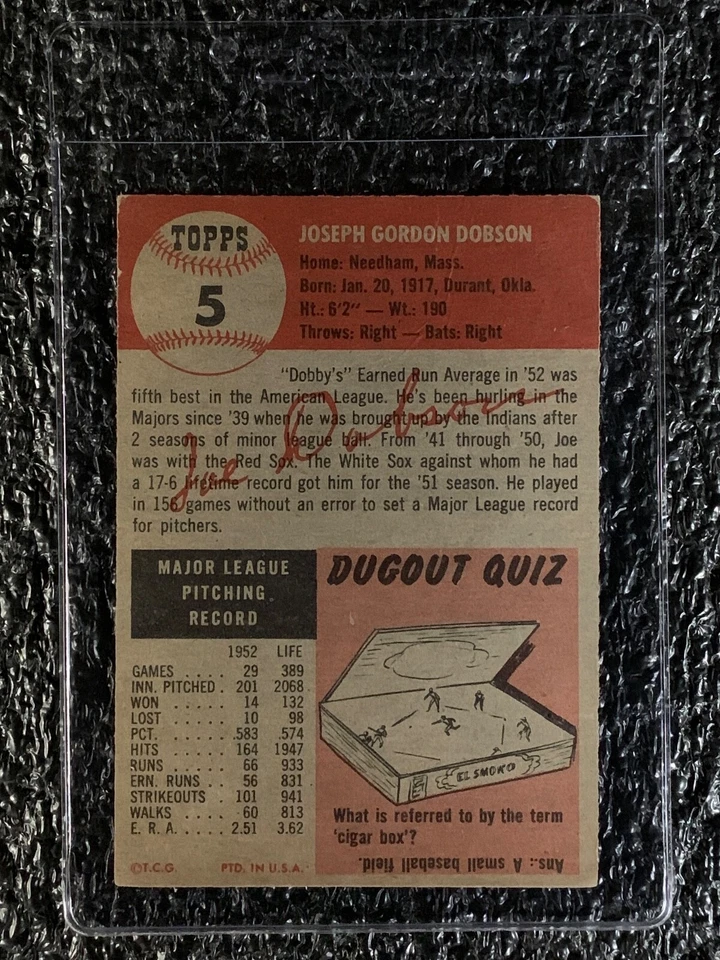 TOPPS
5
JOSEPH GORDON DOBSON
Home: Needham, Mass.
Born: Jan. 20, 1917, Durant, Okla.
Ht.: 6'2" — Wt.: 190
Throws: Right — Bats: Right
"Dobby's" Earned Run Average in '52 was
fifth best in the American League. He's been hurling in the
Majors since '39 when he was brought up by the Indians after
2 seasons of minor league ball. From '41 through '50, Joe
was with the Red Sox. The White Sox against whom he had
a 17-6 lifetime record got him for the '51 season. He played
in 156 games without an error to set a Major League record
for pitchers.
Joe Dobson
MAJOR LEAGUE
PITCHING
RECORD
1952 LIFE
GAMES .... 29 389
INN. PITCHED . 201 2068
WON ..... 14 132
LOST ..... 10 98
PCT. ..... .583 .574
HITS ..... 164 1947
RUNS ..... 66 933
ERN. RUNS .. 56 831
STRIKEOUTS . 101 941
WALKS .... 60 813
E. R. A. ..... 2.51 3.62
©T.C.G. PTD. IN U.S.A.
DUGOUT QUIZ
EL SMOKO
What is referred to by the term
'cigar box'?
Ans.: A small baseball field.